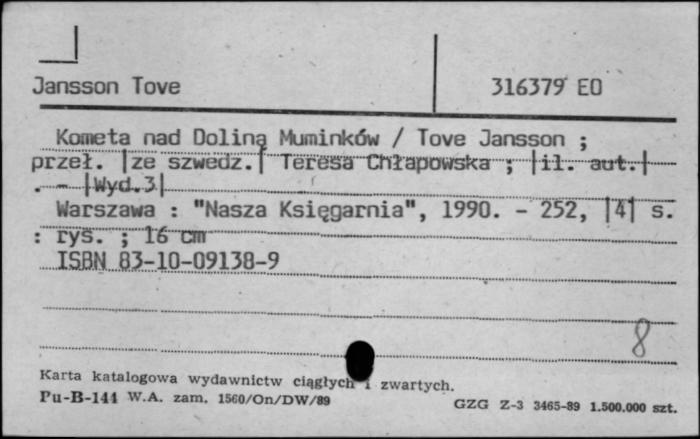 Jansson Tove 316379 EO
Kometa nad Doliną Muminków / Tove Jansson ;
przeł. |ze szwedz.| Teresa Chłapowska ; |il. aut.|
. - |Wyd.3|
Warszawa : "Nasza Księgarnia", 1990. - 252, |4| s.
: rys. ; 16 cm
ISBN 83-10-09138-9
8
Karta katalogowa wydawnictw ciągłych i zwartych.
Pu-B-144 W.A. zam. 1560/On/DW/89 GZG Z-3 3465-89 1.500.000 szt.